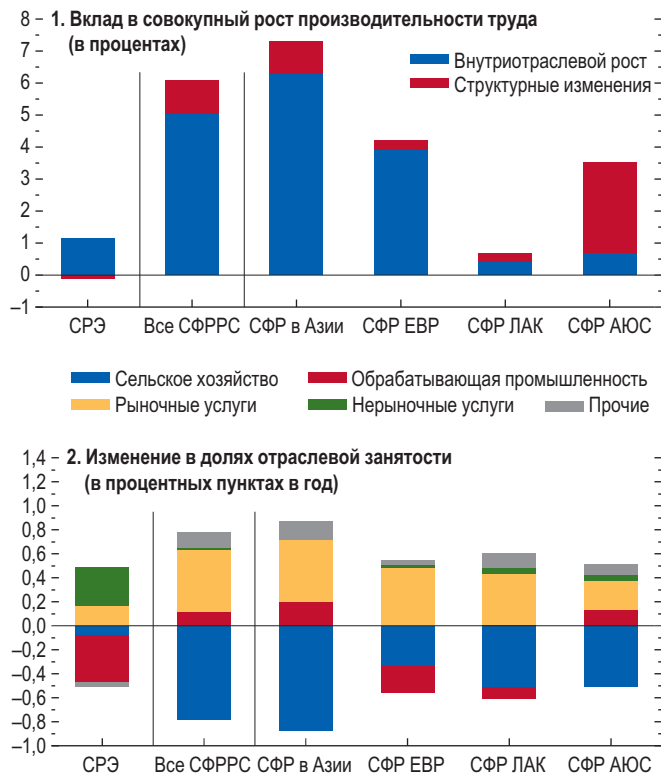 1. Вклад в совокупный рост производительности труда
(в процентах)
Внутриотраслевой рост
Структурные изменения
8
7
6
5
4
3
2
1
0
–1
СРЭ Все СФРРС СФР в Азии СФР ЕВР СФР ЛАК СФР АЮС
Сельское хозяйство Обрабатывающая промышленность
Рыночные услуги Нерыночные услуги Прочие
2. Изменение в долях отраслевой занятости
(в процентных пунктах в год)
1,4
1,2
1,0
0,8
0,6
0,4
0,2
0,0
–0,2
–0,4
–0,6
–0,8
–1,0
СРЭ Все СФРРС СФР в Азии СФР ЕВР СФР ЛАК СФР АЮС